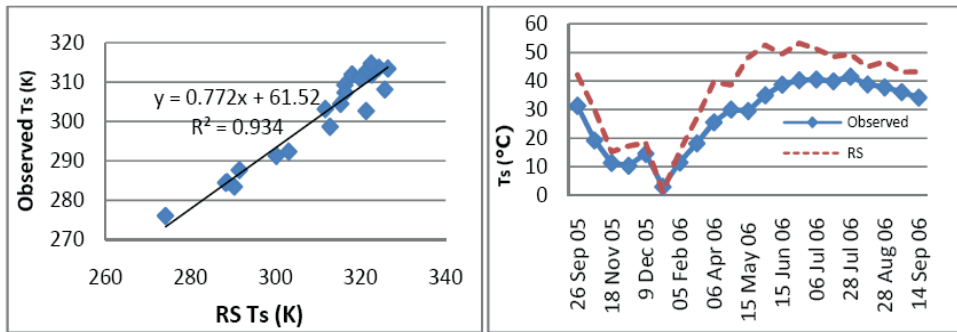 320
310
300
290
280
270
Observed Ts (K)
y = 0.772x + 61.52
R² = 0.934
260 280 300 320 340
RS Ts (K)
60
50
40
30
20
10
0
Ts (°C)
Observed
RS
26 Sep 05
18 Nov 05
9 Dec 05
05 Feb 06
06 Apr 06
15 May 06
15 Jun 06
06 Jul 06
28 Jul 06
28 Aug 06
14 Sep 06